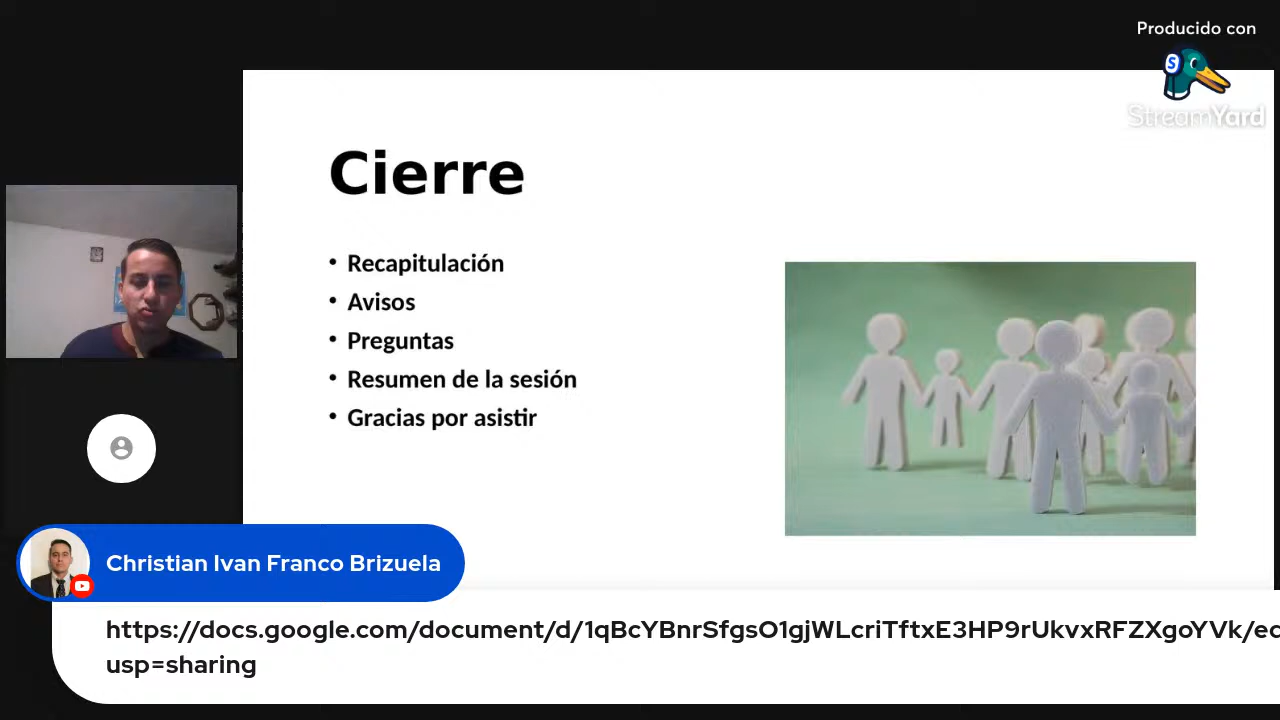 Producido con
StreamYard
Cierre
• Recapitulación
• Avisos
• Preguntas
• Resumen de la sesión
• Gracias por asistir
Christian Ivan Franco Brizuela
https://docs.google.com/document/d/1qBcYBnrSfgsO1gjWLcriTftxE3HP9rUkvxRFZXgoYVk/ed
usp=sharing